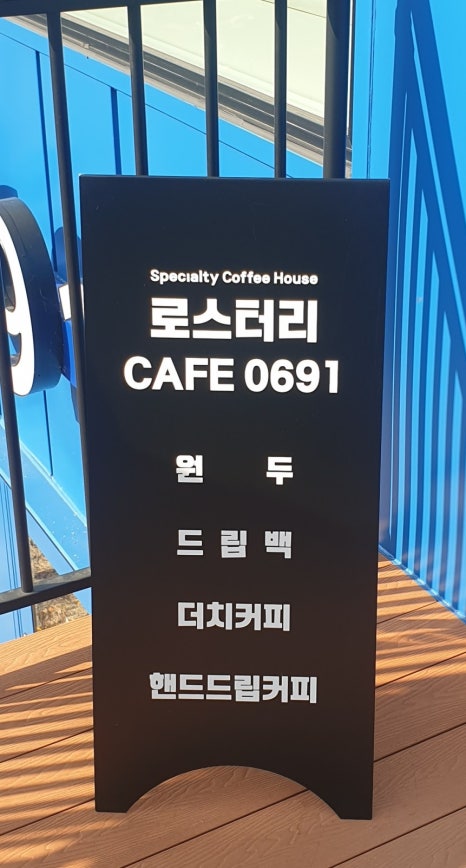 Specialty Coffee House
로스터리
CAFE 0691
원 두
드 립 백
더치커피
핸드드립커피
9